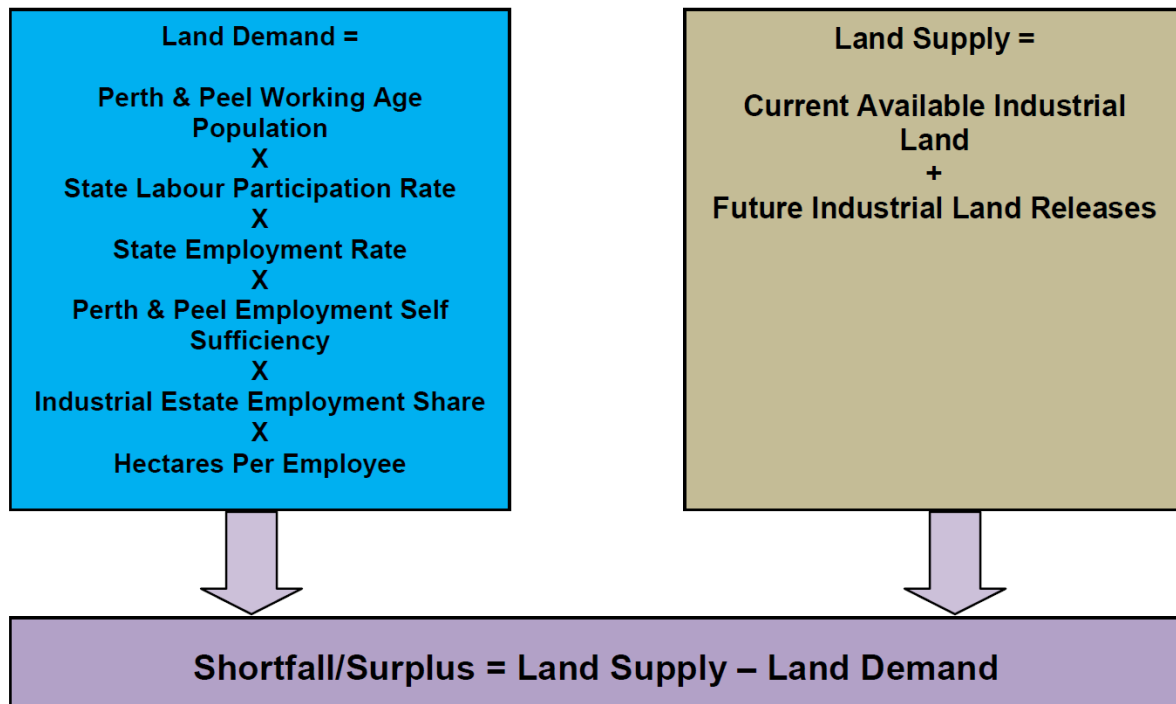 Land Demand =
Perth & Peel Working Age
Population
X
State Labour Participation Rate
X
State Employment Rate
X
Perth & Peel Employment Self
Sufficiency
X
Industrial Estate Employment Share
X
Hectares Per Employee
Land Supply =
Current Available Industrial
Land
+
Future Industrial Land Releases
Shortfall/Surplus = Land Supply – Land Demand